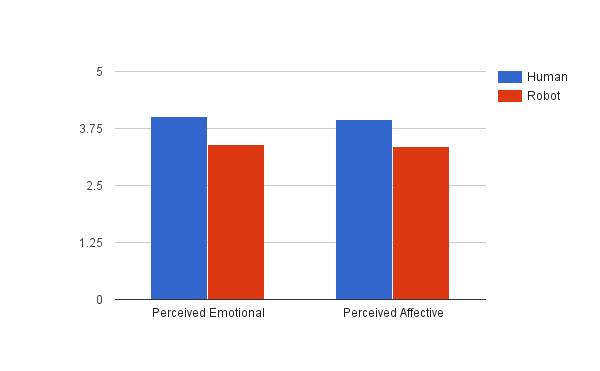 5
3.75
2.5
1.25
0
Perceived Emotional
Perceived Affective
Human
Robot